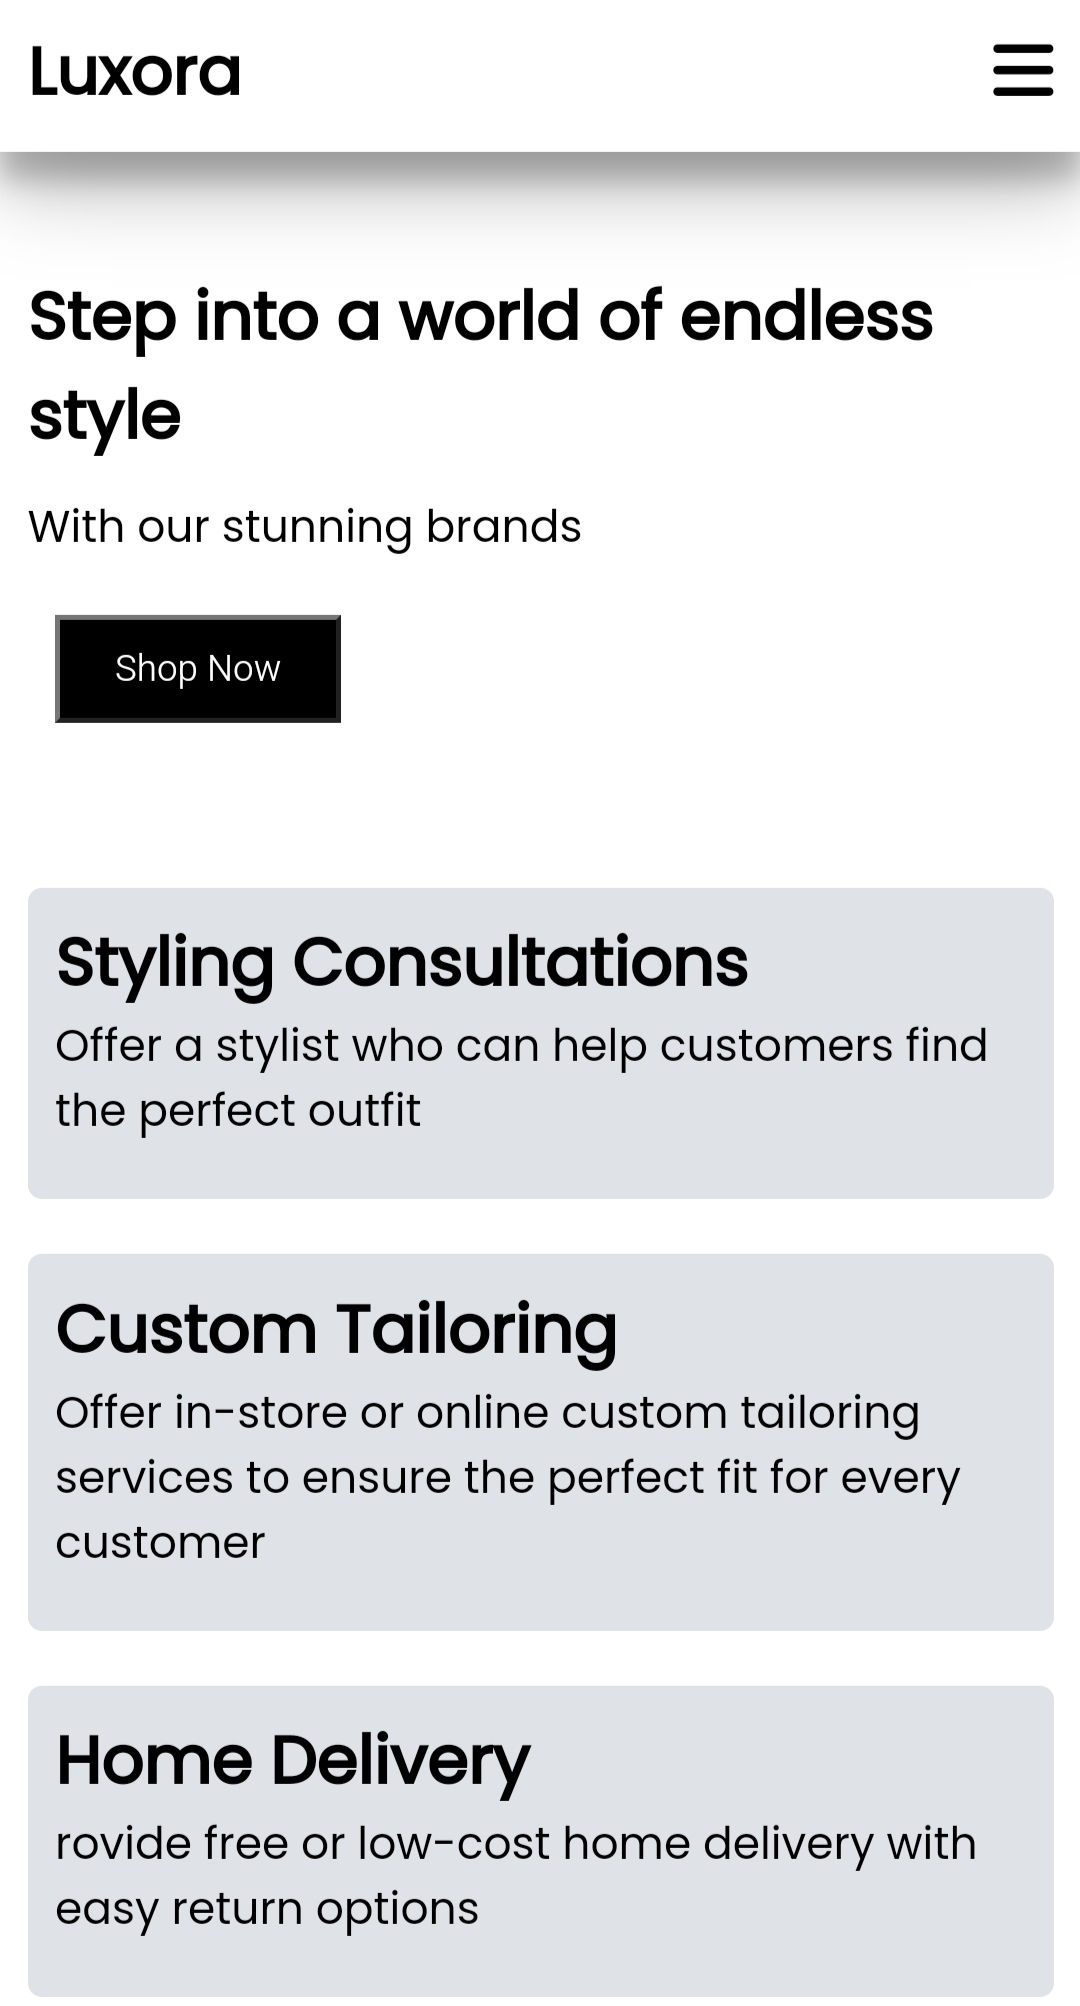 Luxora
Step into a world of endless
style
With our stunning brands
Shop Now
Styling Consultations
Offer a stylist who can help customers find
the perfect outfit
Custom Tailoring
Offer in-store or online custom tailoring
services to ensure the perfect fit for every
customer
Home Delivery
rovide free or low-cost home delivery with
easy return options